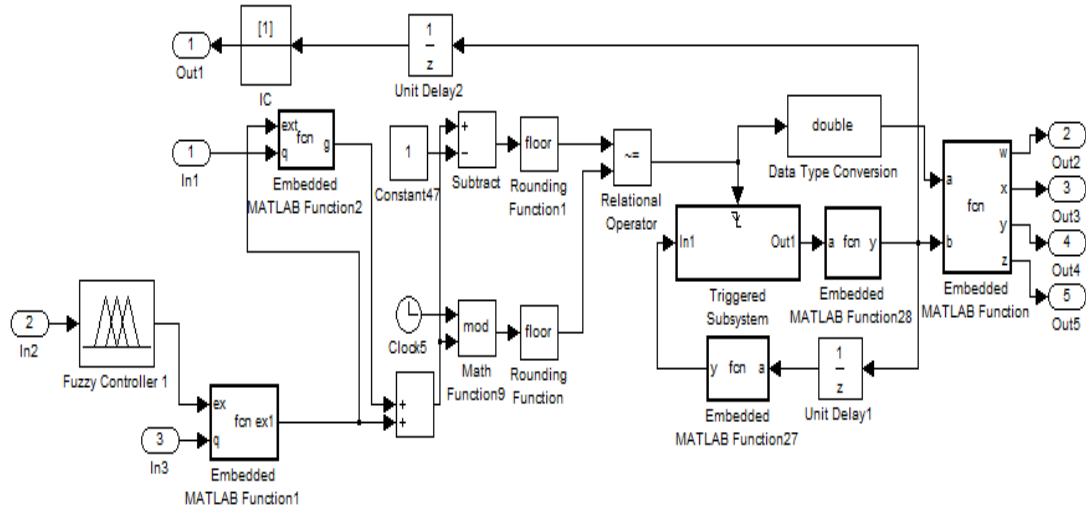 [1]
IC
1
Out1
1
z
Unit Delay2
ext
q
fcn
g
Embedded
MATLAB Function2
1
In1
1
Constant47
+
−
Subtract
floor
Rounding
Function1
~=
Relational
Operator
double
Data Type Conversion
a
b
fcn
w
x
y
z
Embedded
MATLAB Function
2
Out2
3
Out3
4
Out4
5
Out5
In1
Out1
Triggered
Subsystem
a fcn y
Embedded
MATLAB Function28
2
In2
Fuzzy Controller 1
Clock5
mod
Math
Function9
floor
Rounding
Function
y fcn a
Embedded
MATLAB Function27
1
z
Unit Delay1
+
+
ex
q
fcn ex1
Embedded
MATLAB Function1
3
In3